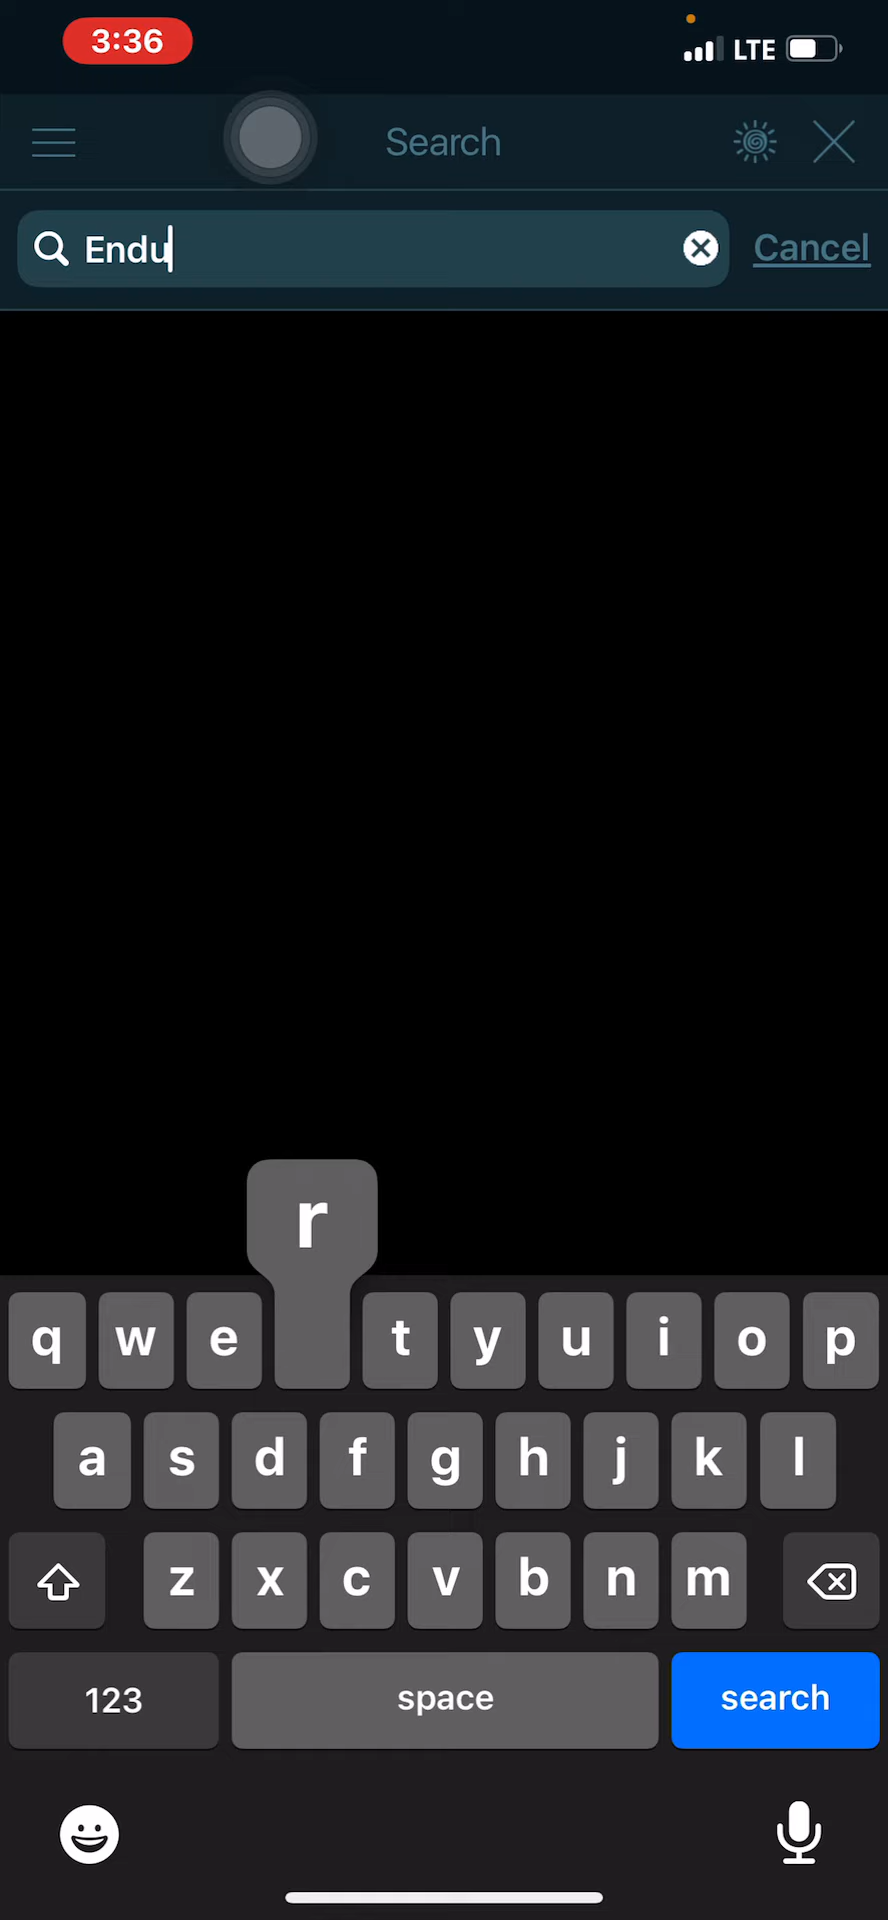 3:36
LTE
Search
Endu
Cancel
r
q w e t y u i o p
a s d f g h j k l
z x c v b n m
123 space search